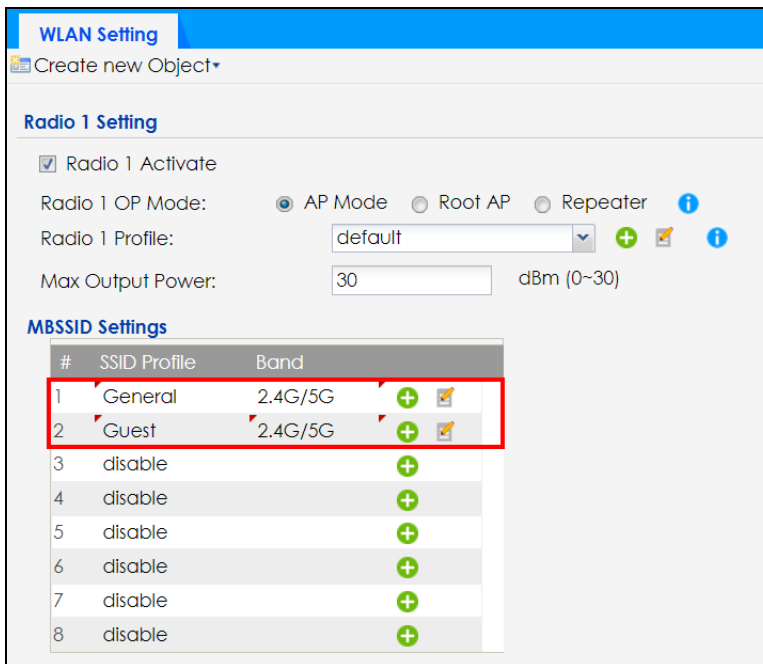 WLAN Setting
Create new Object
Radio 1 Setting
Radio 1 Activate
Radio 1 OP Mode: AP Mode Root AP Repeater
Radio 1 Profile: default
Max Output Power: 30 dBm (0~30)
MBSSID Settings
# SSID Profile Band
1 General 2.4G/5G
2 Guest 2.4G/5G
3 disable
4 disable
5 disable
6 disable
7 disable
8 disable